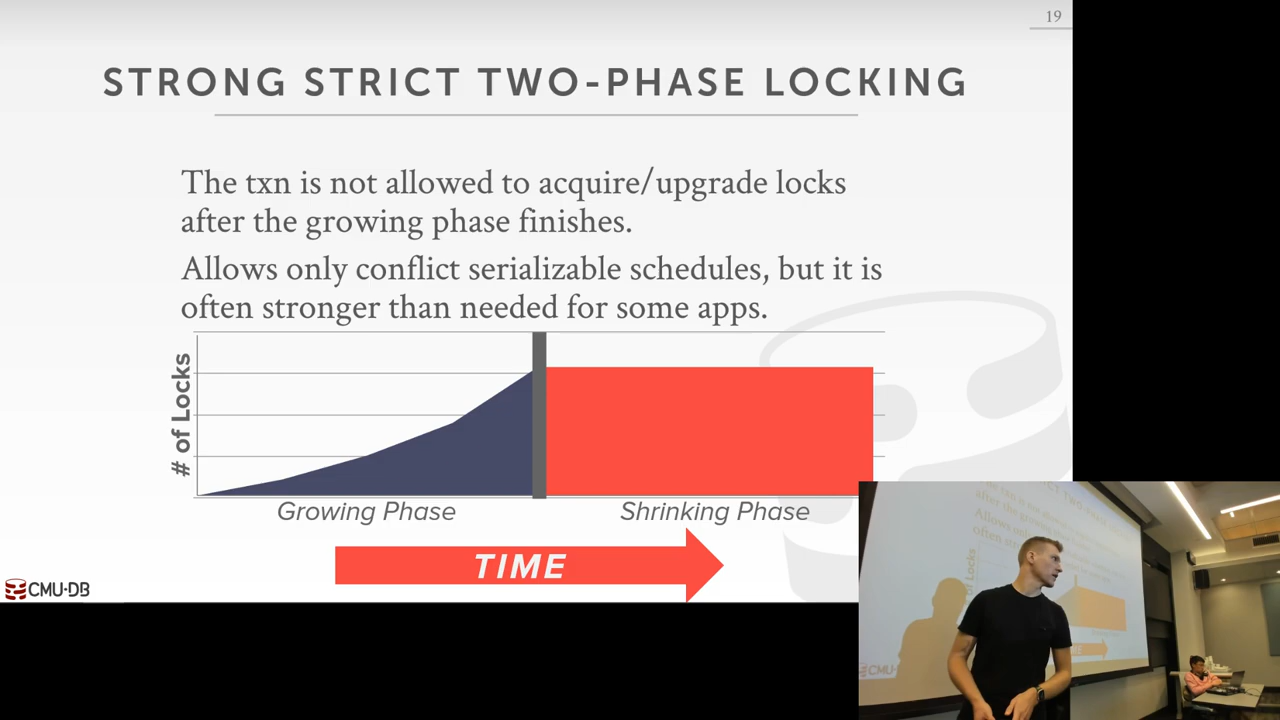 19
STRONG STRICT TWO-PHASE LOCKING
The txn is not allowed to acquire/upgrade locks
after the growing phase finishes.
Allows only conflict serializable schedules, but it is
often stronger than needed for some apps.
# of Locks
Growing Phase
Shrinking Phase
TIME
CMU·DB